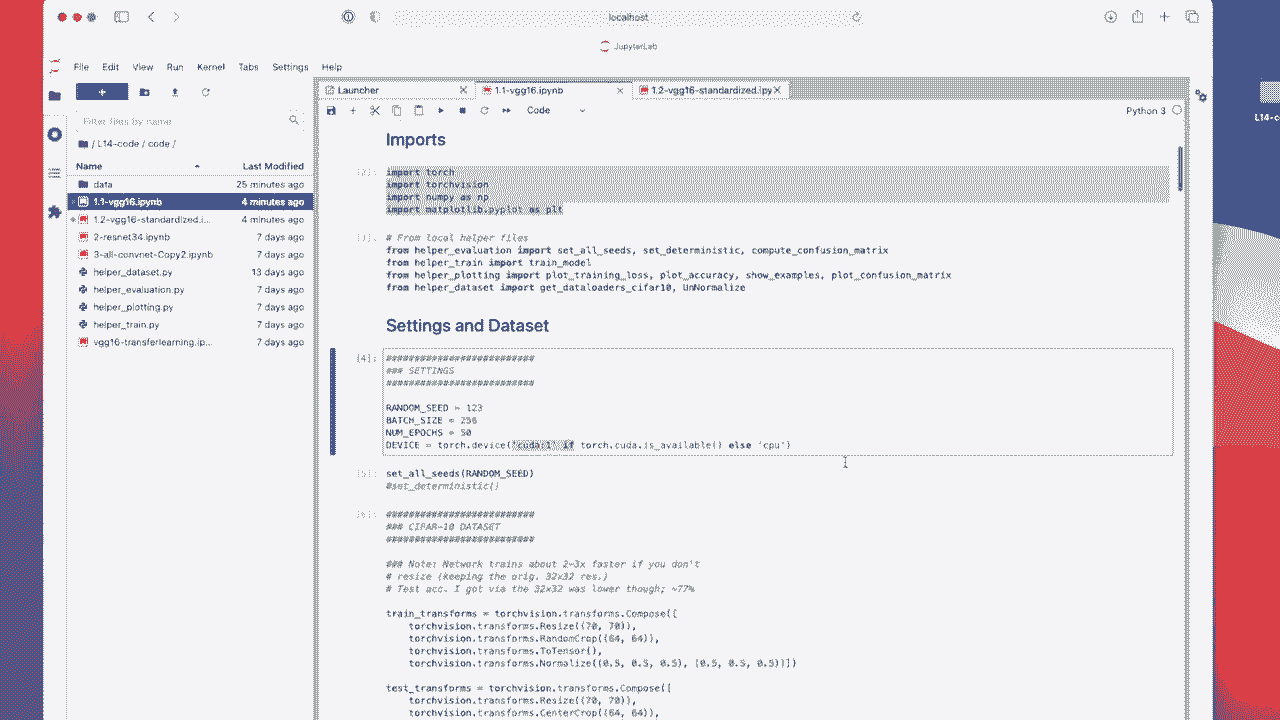 localhost
JupyterLab
File Edit View Run Kernel Tabs Settings Help
Launcher
1.1-vgg16.ipynb
1.2-vgg16-standardized.ipy
Code
Python 3
Filter files by name
/ L14-code / code /
Name Last Modified
data 25 minutes ago
1.1-vgg16.ipynb 4 minutes ago
1.2-vgg16-standardized.i... 4 minutes ago
2-resnet34.ipynb 7 days ago
3-all-convnet-Copy2.ipynb 7 days ago
helper_dataset.py 13 days ago
helper_evaluation.py 7 days ago
helper_plotting.py 7 days ago
helper_train.py 7 days ago
vgg16-transferlearning.ip... 7 days ago
Imports
import torch
import torchvision
import numpy as np
import matplotlib.pyplot as plt
# From local helper files
from helper_evaluation import set_all_seeds, set_deterministic, compute_confusion_matrix
from helper_train import train_model
from helper_plotting import plot_training_loss, plot_accuracy, show_examples, plot_confusion_matrix
from helper_dataset import get_dataloaders_cifar10, UnNormalize
Settings and Dataset
[4]:
##########################
### SETTINGS
##########################
RANDOM_SEED = 123
BATCH_SIZE = 256
NUM_EPOCHS = 50
DEVICE = torch.device('cuda:1' if torch.cuda.is_available() else 'cpu')
[5]:
set_all_seeds(RANDOM_SEED)
#set_deterministic()
[6]:
##########################
### CIFAR-10 DATASET
##########################
### Note: Network trains about 2-3x faster if you don't
# resize (keeping the orig. 32x32 res.)
# Test acc. I got via the 32x32 was lower though; ~77%
train_transforms = torchvision.transforms.Compose([
torchvision.transforms.Resize((70, 70)),
torchvision.transforms.RandomCrop((64, 64)),
torchvision.transforms.ToTensor(),
torchvision.transforms.Normalize((0.5, 0.5, 0.5), (0.5, 0.5, 0.5))])
test_transforms = torchvision.transforms.Compose([
torchvision.transforms.Resize((70, 70)),
torchvision.transforms.CenterCrop((64, 64)),